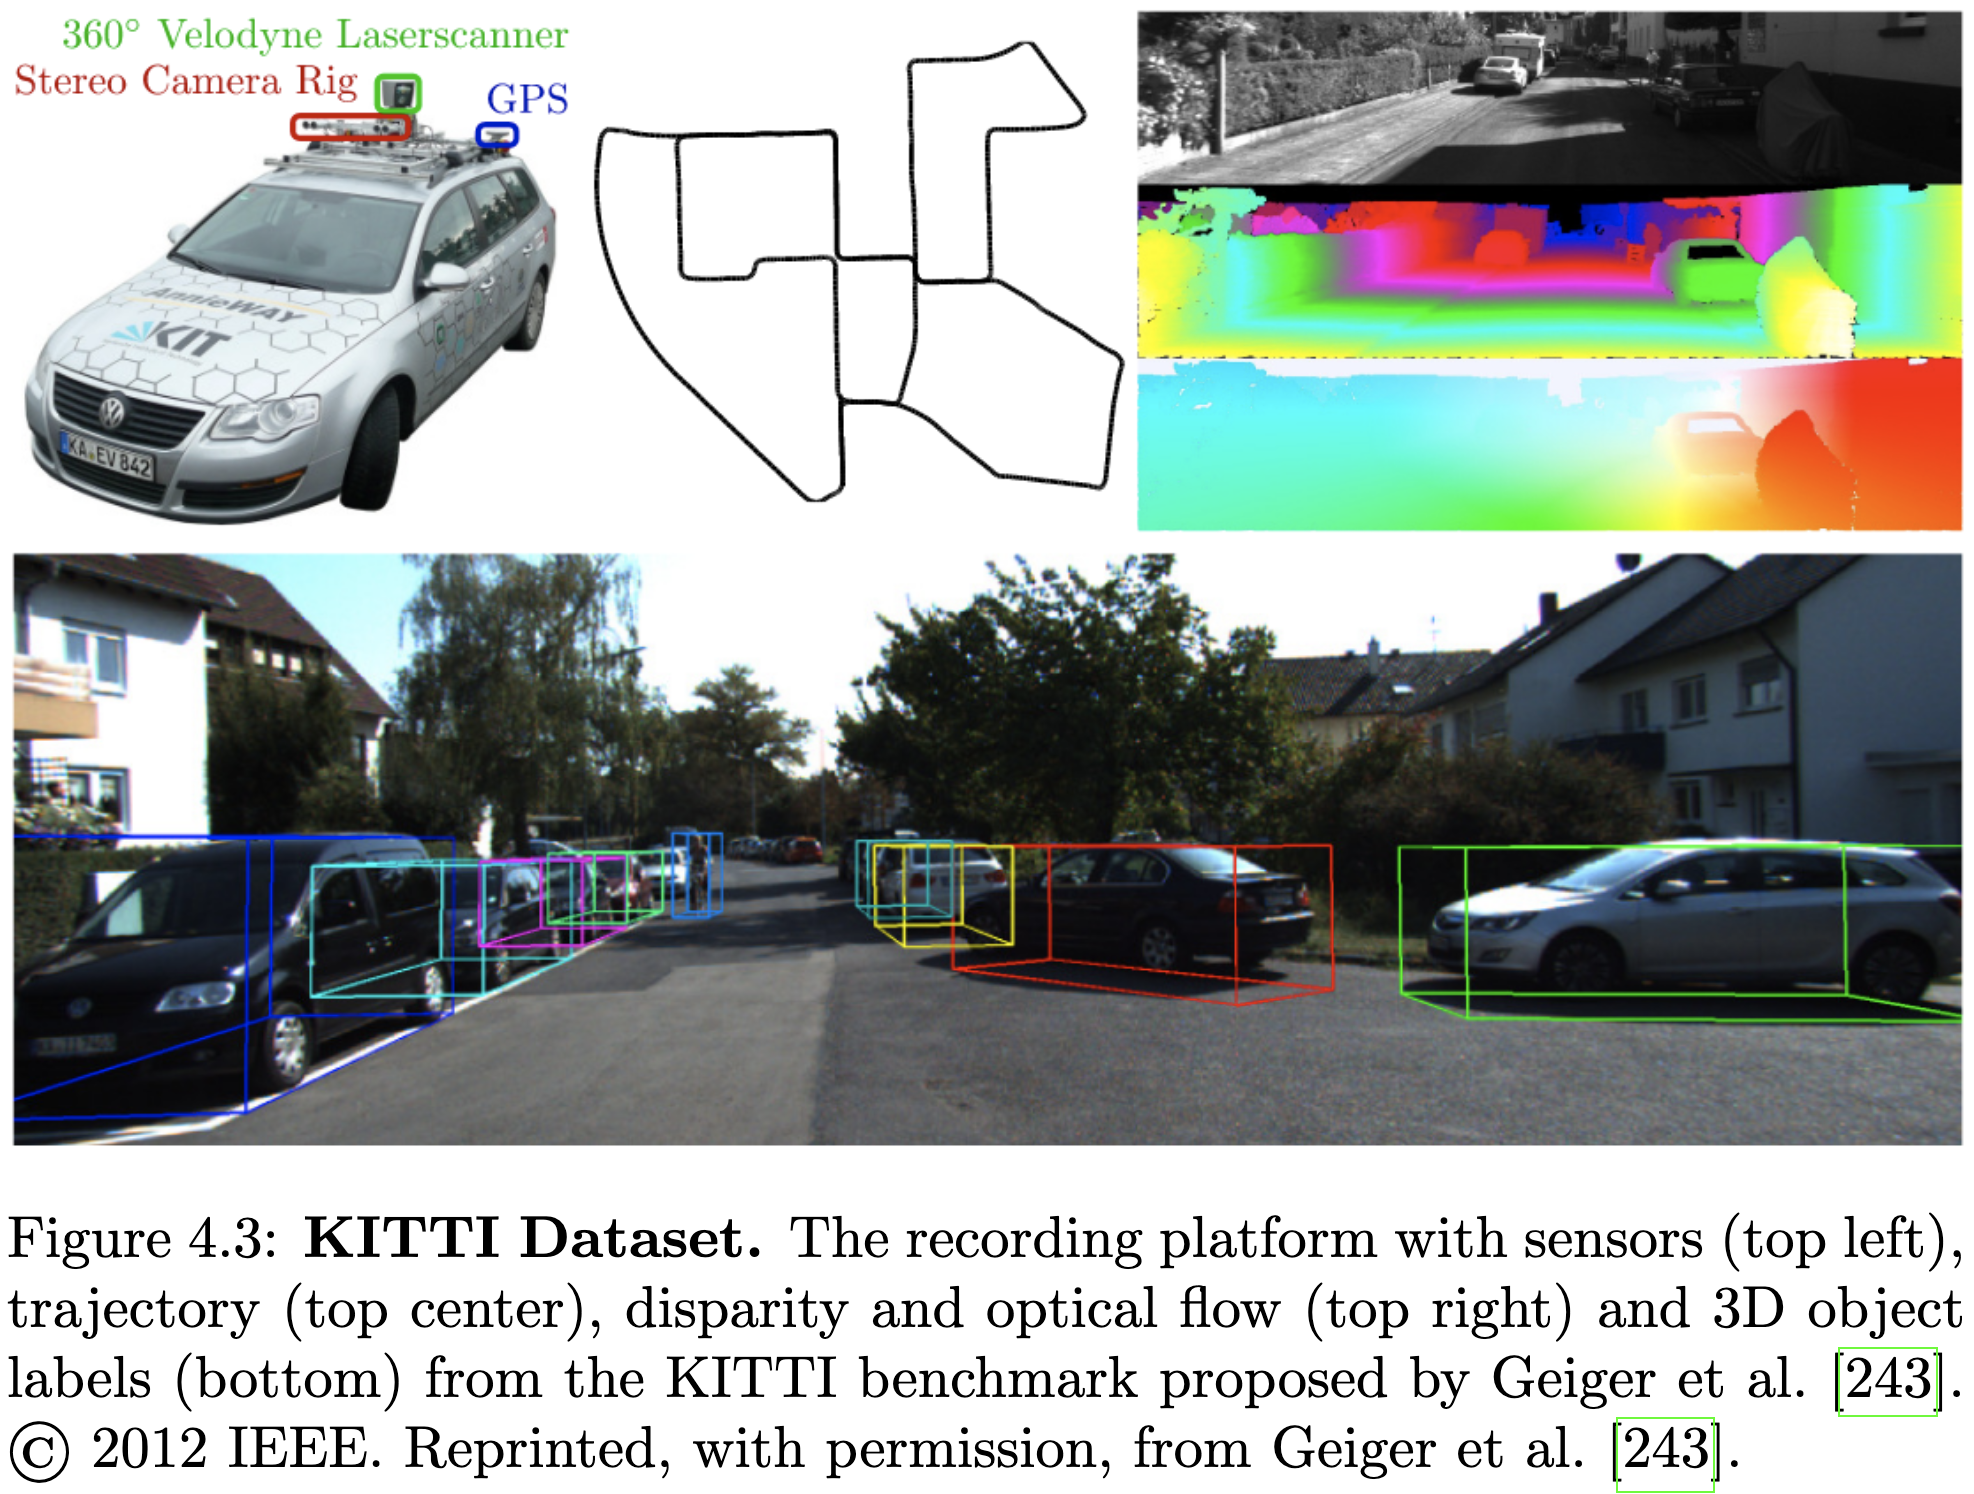 360° Velodyne Laserscanner
Stereo Camera Rig
GPS
AnnieWAY
KIT
KA EV 842
Figure 4.3: KITTI Dataset. The recording platform with sensors (top left),
trajectory (top center), disparity and optical flow (top right) and 3D object
labels (bottom) from the KITTI benchmark proposed by Geiger et al. [243].
© 2012 IEEE. Reprinted, with permission, from Geiger et al. [243].